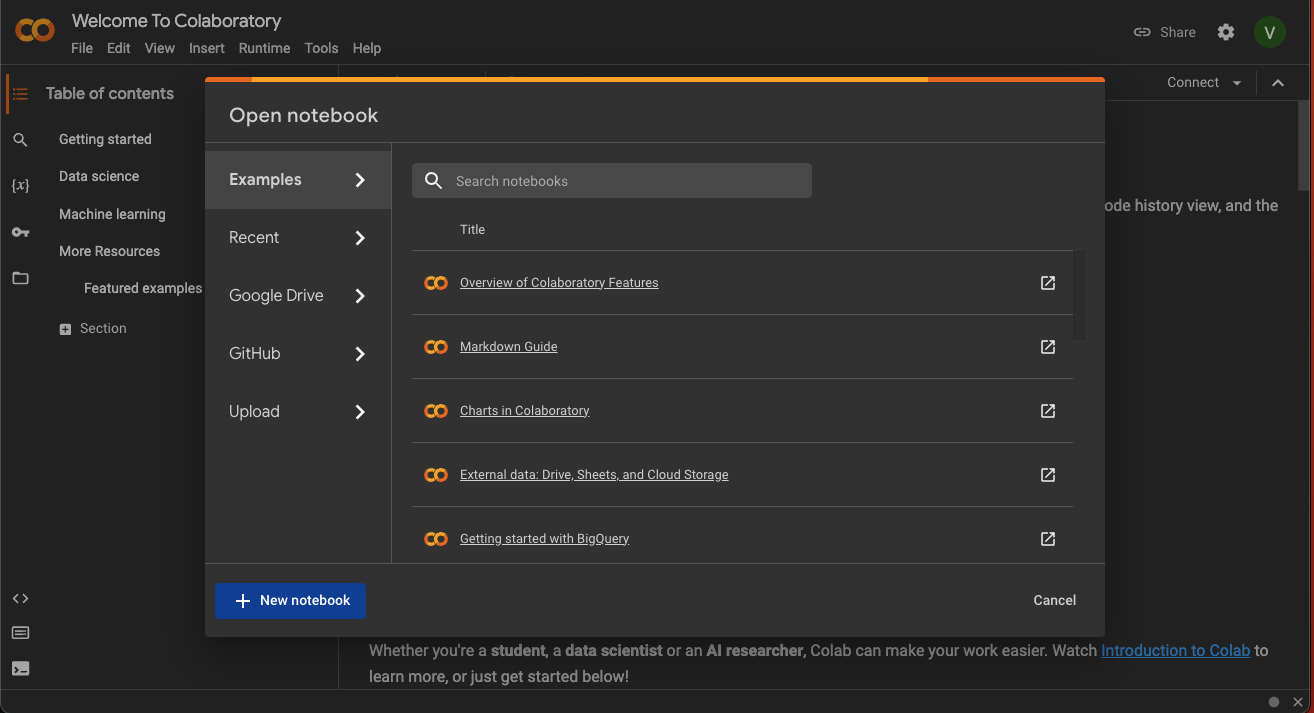 Welcome To Colaboratory
File Edit View Insert Runtime Tools Help
Share
V
Table of contents
Connect
Getting started
Data science
Machine learning
More Resources
Featured examples
Section
{x}
Open notebook
Examples
Recent
Google Drive
GitHub
Upload
Search notebooks
Title
Overview of Colaboratory Features
Markdown Guide
Charts in Colaboratory
External data: Drive, Sheets, and Cloud Storage
Getting started with BigQuery
New notebook
Cancel
ode history view, and the
Whether you're a student, a data scientist or an AI researcher, Colab can make your work easier. Watch Introduction to Colab to
learn more, or just get started below!